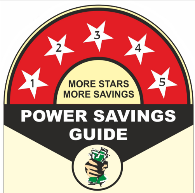 1 2 3 4 5
MORE STARS
MORE SAVINGS
POWER SAVINGS
GUIDE